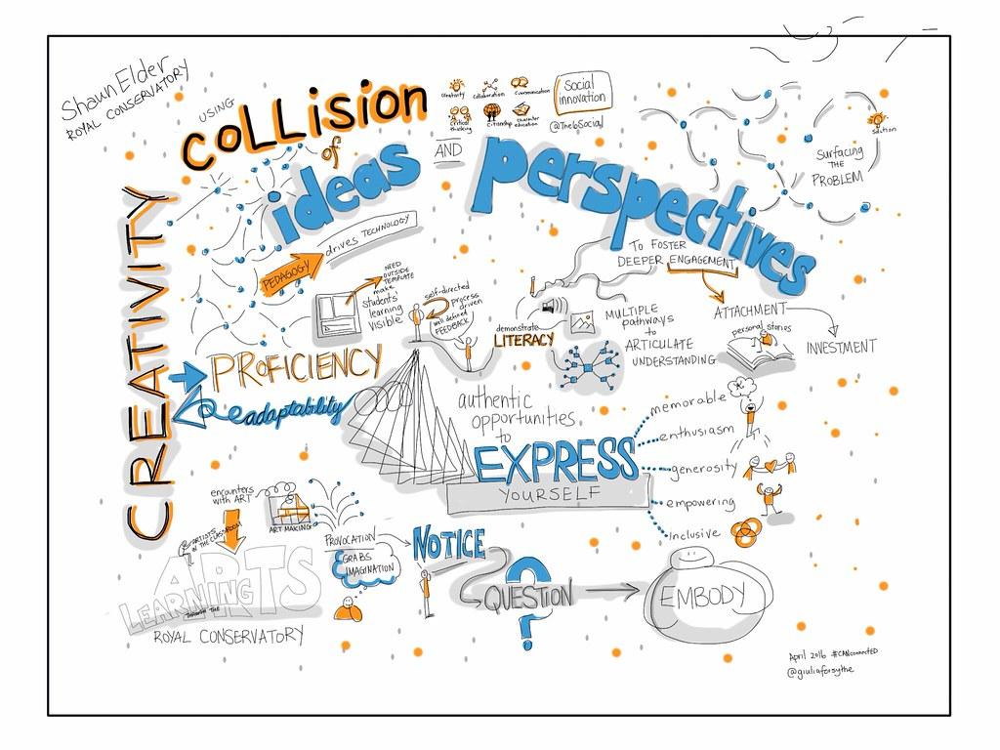 Shaun Elder
ROYAL CONSERVATORY
USING
COLLISION
of
ideas
AND
perspectives
creativity
collaboration
communication
critical
thinking
citizenship
character
education
Social
innovation
@The6Social
Surfacing
THE
PROBLEM
solution
CREATIVITY
PEDAGOGY
drives TECHNOLOGY
NEED
OUTSIDE
TEMPLATE
make
students'
learning
visible
self-directed
process
driven
well defined
FEEDBACK
TO FOSTER
DEEPER ENGAGEMENT
ATTACHMENT
INVESTMENT
personal stories
demonstrate
LITERACY
MULTIPLE
pathways
to
ARTICULATE
UNDERSTANDING
PROFICIENCY
adaptability
authentic
opportunities
to
EXPRESS
YOURSELF
memorable
enthusiasm
generosity
empowering
Inclusive
encounters
with ART
ART MAKING
ARTISTS
IN THE CLASSROOM
LEARNING
THROUGH THE
ARTS
ROYAL CONSERVATORY
PROVOCATION
GRABS
IMAGINATION
NOTICE
QUESTION
EMBODY
April 2016 #CANconnectED
@giuliaforsythe